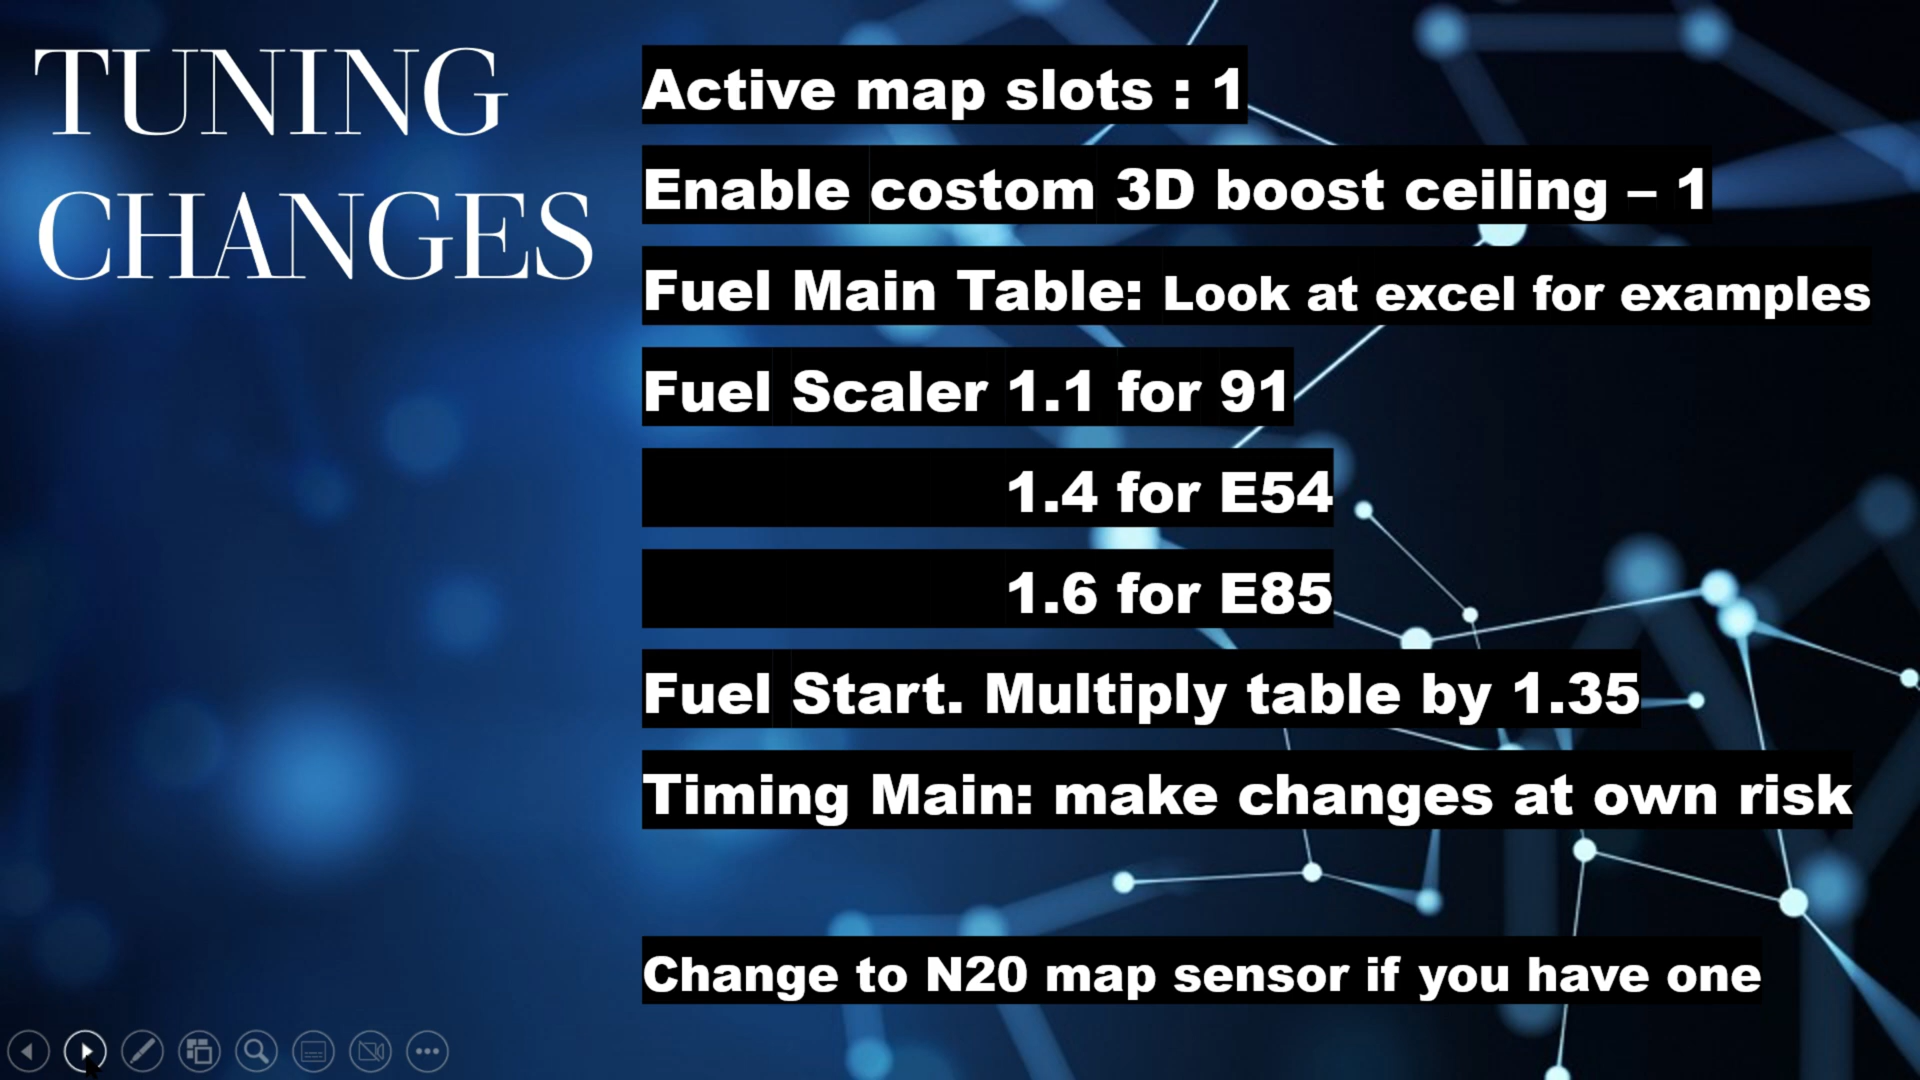 TUNING
CHANGES
Active map slots : 1
Enable costom 3D boost ceiling – 1
Fuel Main Table: Look at excel for examples
Fuel Scaler 1.1 for 91
1.4 for E54
1.6 for E85
Fuel Start. Multiply table by 1.35
Timing Main: make changes at own risk
Change to N20 map sensor if you have one